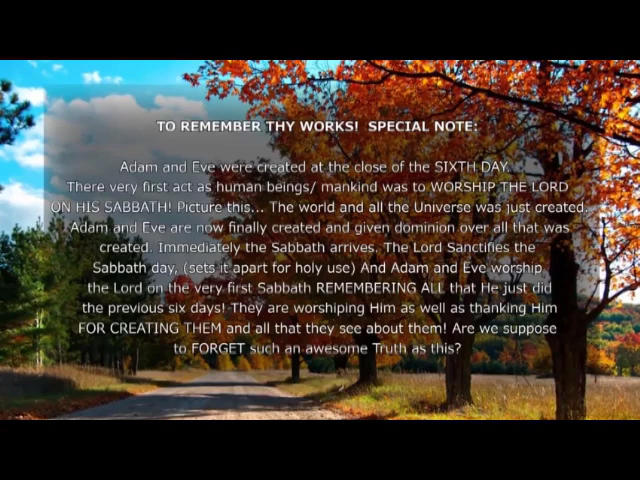 TO REMEMBER THY WORKS!  SPECIAL NOTE:
Adam and Eve were created at the close of the SIXTH DAY.
There very first act as human beings/ mankind was to WORSHIP THE LORD
ON HIS SABBATH! Picture this... The world and all the Universe was just created.
Adam and Eve are now finally created and given dominion over all that was
created. Immediately the Sabbath arrives. The Lord Sanctifies the
Sabbath day, (sets it apart for holy use) And Adam and Eve worship
the Lord on the very first Sabbath REMEMBERING ALL that He just did
the previous six days! They are worshiping Him as well as thanking Him
FOR CREATING THEM and all that they see about them! Are we suppose
to FORGET such an awesome Truth as this?